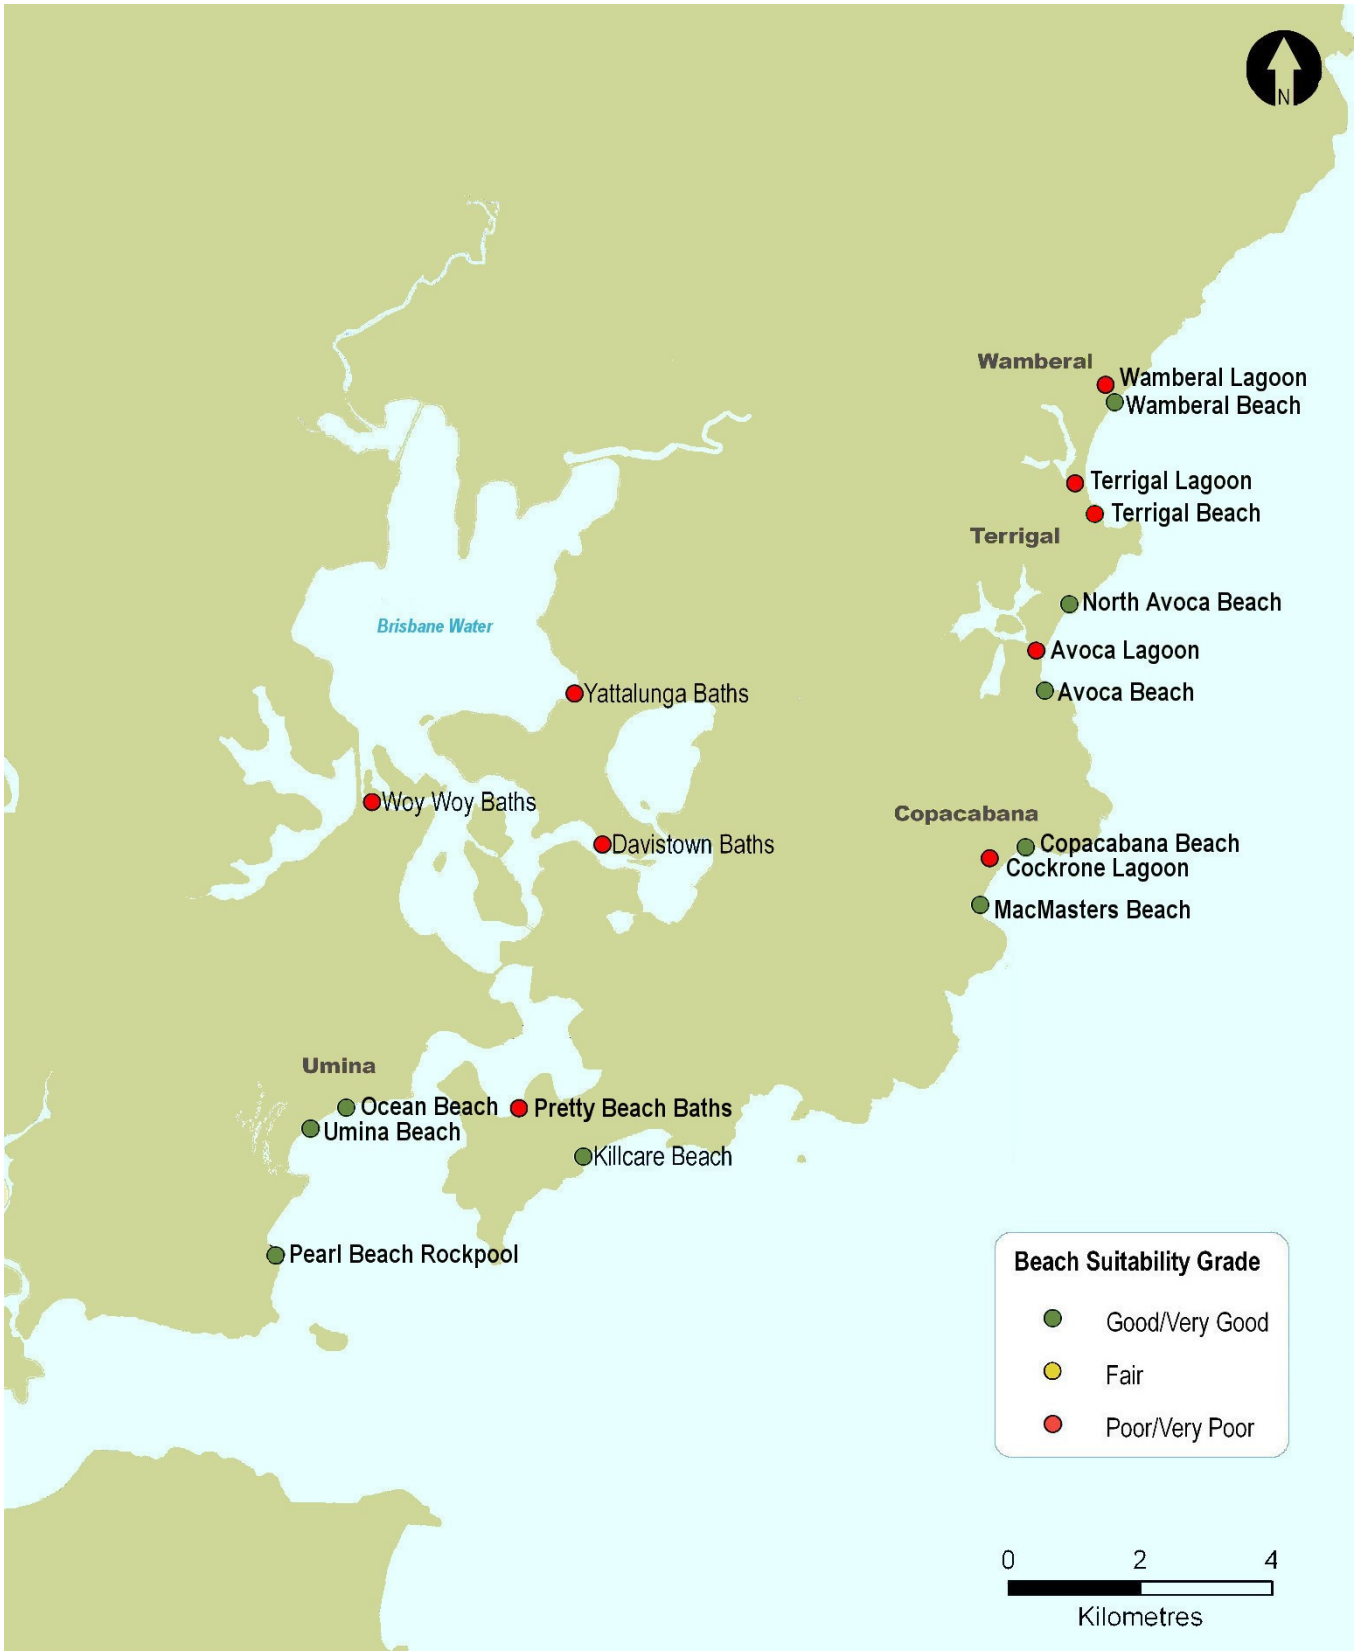 N
Wamberal
Wamberal Lagoon
Wamberal Beach
Terrigal Lagoon
Terrigal Beach
Terrigal
North Avoca Beach
Brisbane Water
Avoca Lagoon
Yattalunga Baths
Avoca Beach
Woy Woy Baths
Copacabana
Davistown Baths
Copacabana Beach
Cockrone Lagoon
MacMasters Beach
Umina
Ocean Beach
Pretty Beach Baths
Umina Beach
Killcare Beach
Pearl Beach Rockpool
Beach Suitability Grade
Good/Very Good
Fair
Poor/Very Poor
0 2 4
Kilometres